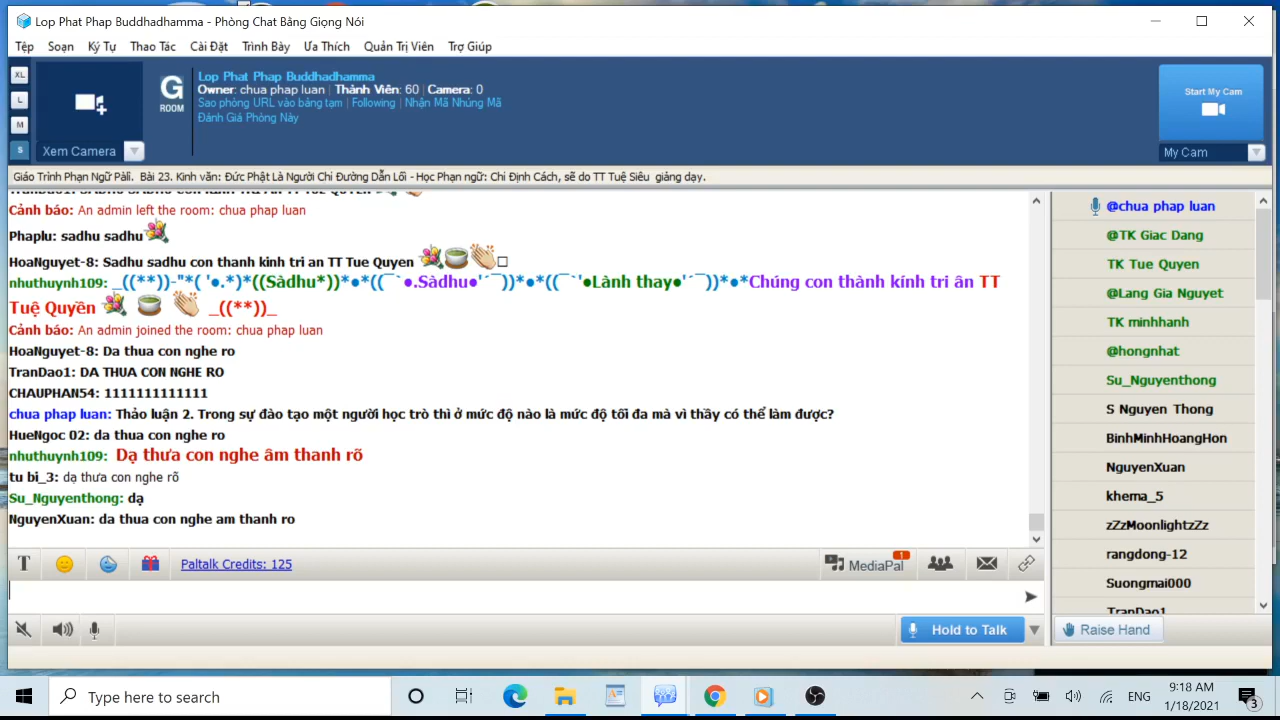 Lop Phat Phap Buddhadhamma - Phòng Chat Bằng Giọng Nói
Tệp Soạn Ký Tự Thao Tác Cài Đặt Trình Bày Ưa Thích Quản Trị Viên Trợ Giúp
XL
L
M
S
Xem Camera
G
ROOM
Lop Phat Phap Buddhadhamma
Owner: chua phap luan | Thành Viên: 60 | Camera: 0
Sao phòng URL vào bảng tạm | Following | Nhận Mã Nhúng Mã
Đánh Giá Phòng Này
Start My Cam
My Cam
Giáo Trình Phạn Ngữ Pàli. Bài 23. Kinh văn: Đức Phật Là Người Chỉ Đường Dẫn Lối - Học Phạn ngữ: Chỉ Định Cách, sẽ do TT Tuệ Siêu giảng dạy.
Cảnh báo: An admin left the room: chua phap luan
Phaplu: sadhu sadhu
HoaNguyet-8: Sadhu sadhu con thanh kinh tri an TT Tue Quyen
nhuthuynh109: _((**))-"*( '●.*)*((Sàdhu*))*●*((¯`●.Sàdhu●'´¯))*●*((¯`'●Lành thay●'´¯))*●*Chúng con thành kính tri ân TT
Tuệ Quyền _((**))_
Cảnh báo: An admin joined the room: chua phap luan
HoaNguyet-8: Da thua con nghe ro
TranDao1: DA THUA CON NGHE RO
CHAUPHAN54: 1111111111111
chua phap luan: Thảo luận 2. Trong sự đào tạo một người học trò thì ở mức độ nào là mức độ tối đa mà vì thầy có thể làm được?
HueNgoc 02: da thua con nghe ro
nhuthuynh109: Dạ thưa con nghe âm thanh rõ
tu bi_3: dạ thưa con nghe rõ
Su_Nguyenthong: dạ
NguyenXuan: da thua con nghe am thanh ro
@chua phap luan
@TK Giac Dang
TK Tue Quyen
@Lang Gia Nguyet
TK minhhanh
@hongnhat
Su_Nguyenthong
S Nguyen Thong
BinhMinhHoangHon
NguyenXuan
khema_5
zZzMoonlightzZz
rangdong-12
Suongmai000
TranDao1
T Paltalk Credits: 125 MediaPal 1
Hold to Talk Raise Hand
Type here to search
ENG
9:18 AM
1/18/2021
3